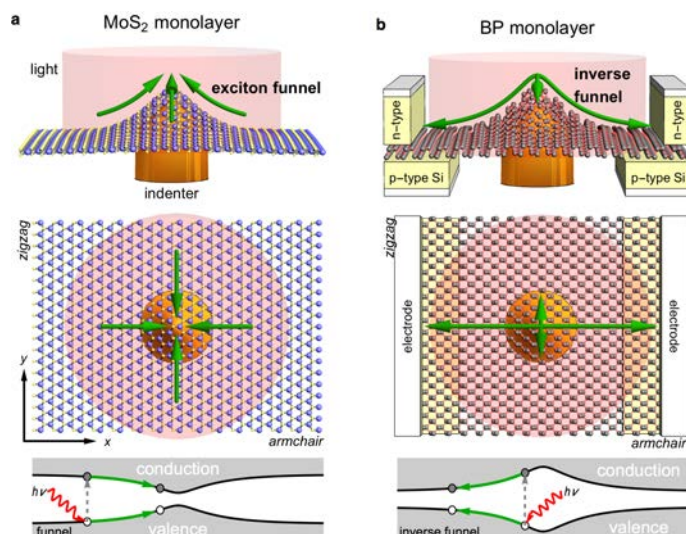 a
MoS₂ monolayer
light
exciton funnel
indenter
zigzag
y
x
armchair
conduction
hν
funnel
valence
b
BP monolayer
inverse
funnel
n-type
n-type
p-type Si
p-type Si
zigzag
electrode
electrode
armchair
conduction
hν
inverse funnel
valence